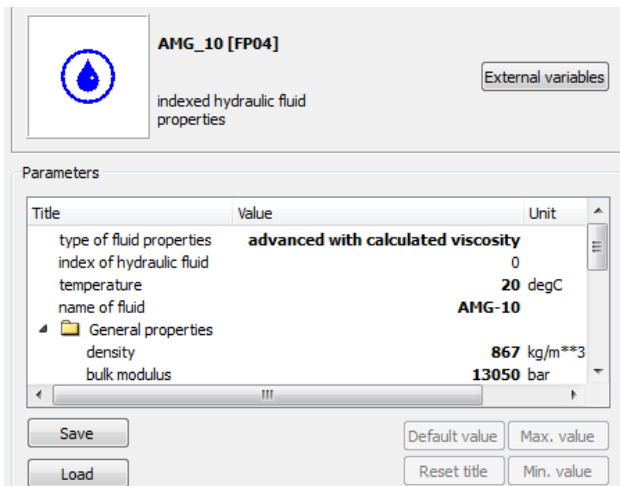 AMG_10 [FP04]
External variables
indexed hydraulic fluid
properties
Parameters
Title Value Unit
type of fluid properties advanced with calculated viscosity
index of hydraulic fluid 0
temperature 20 degC
name of fluid AMG-10
General properties
density 867 kg/m**3
bulk modulus 13050 bar
Save Default value Max. value
Load Reset title Min. value